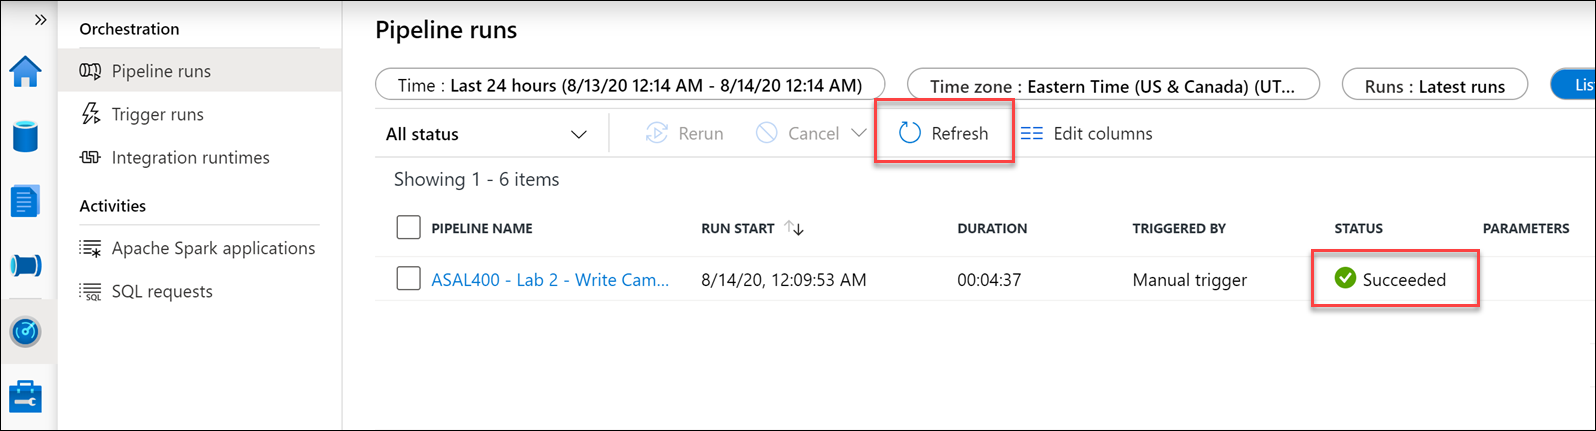 »
Orchestration
Pipeline runs
Trigger runs
Integration runtimes
Activities
Apache Spark applications
SQL requests
SQL
Pipeline runs
Time : Last 24 hours (8/13/20 12:14 AM - 8/14/20 12:14 AM)
Time zone : Eastern Time (US & Canada) (UT...
Runs : Latest runs
Lis
All status
Rerun
Cancel
Refresh
Edit columns
Showing 1 - 6 items
PIPELINE NAME
RUN START
DURATION
TRIGGERED BY
STATUS
PARAMETERS
ASAL400 - Lab 2 - Write Cam...
8/14/20, 12:09:53 AM
00:04:37
Manual trigger
Succeeded